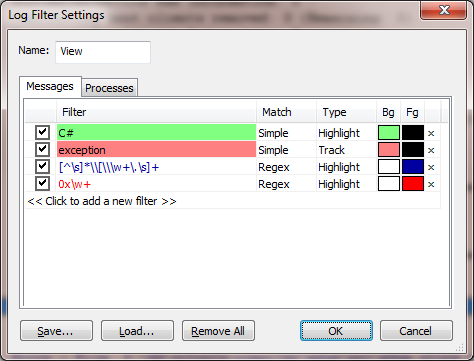 Log Filter Settings
Name: View
Messages Processes
Filter Match Type Bg Fg
C# Simple Highlight
exception Simple Track
[^\s]*\\[\\\w+\.\s]+ Regex Highlight
0x\w+ Regex Highlight
<< Click to add a new filter >>
Save... Load... Remove All OK Cancel